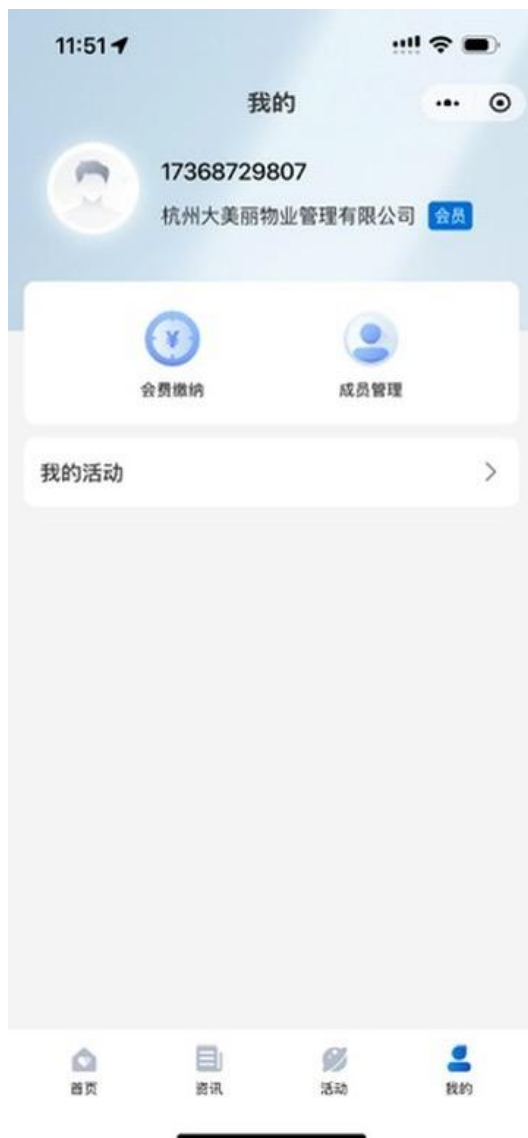 11:51
我的
17368729807
杭州大美丽物业管理有限公司 会员
¥
会费缴纳 成员管理
我的活动
首页 资讯 活动 我的